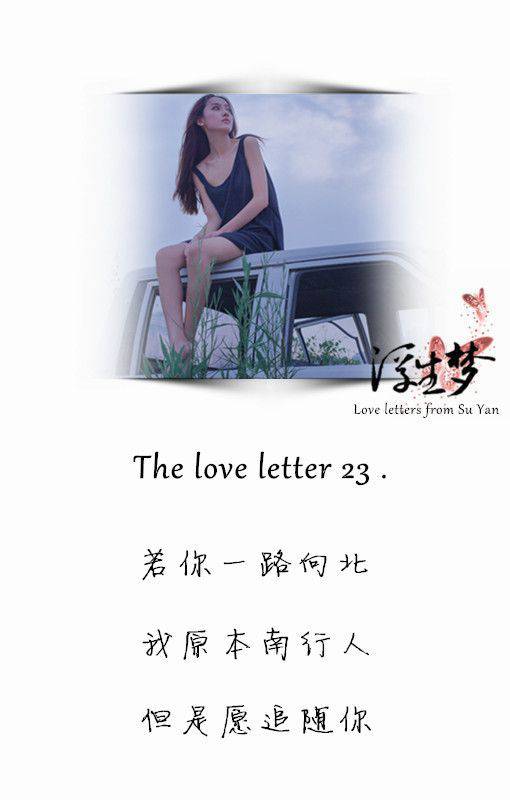 浮生梦
Love letters from Su Yan
The love letter 23 .
若你一路向北
我原本南行人
但是愿追随你